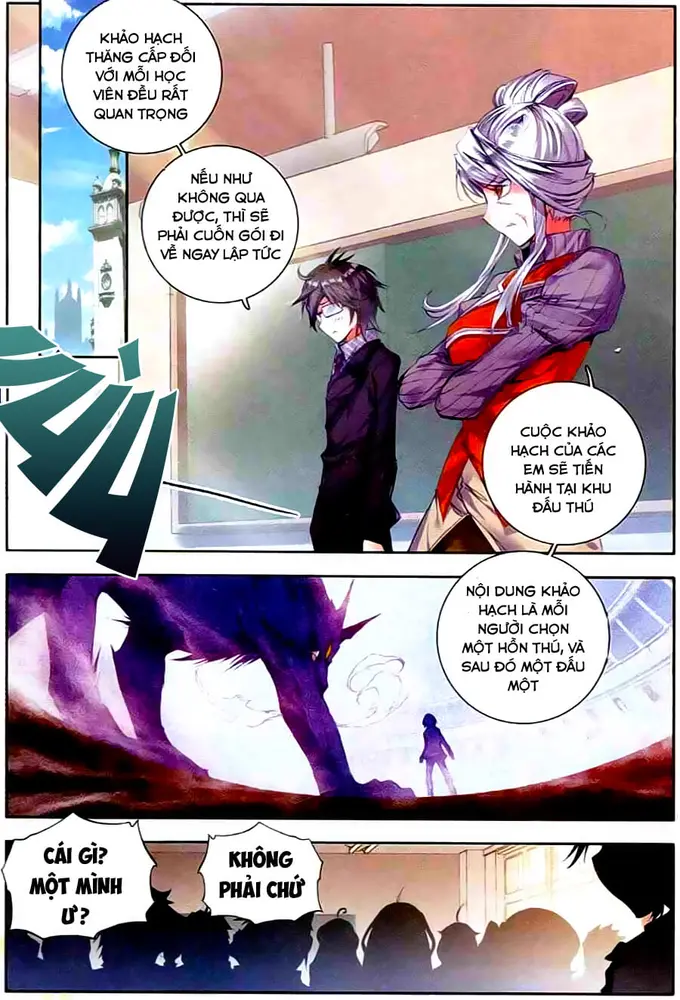 KHẢO HẠCH
THĂNG CẤP ĐỐI
VỚI MỖI HỌC
VIÊN ĐỀU RẤT
QUAN TRỌNG
NẾU NHƯ
KHÔNG QUA
ĐƯỢC, THÌ SẼ
PHẢI CUỐN GÓI ĐI
VỀ NGAY LẬP TỨC
CUỘC KHẢO
HẠCH CỦA CÁC
EM SẼ TIẾN
HÀNH TẠI KHU
ĐẤU THÚ
NỘI DUNG KHẢO
HẠCH LÀ MỖI
NGƯỜI CHỌN
MỘT HỒN THÚ, VÀ
SAU ĐÓ MỘT ĐẤU
MỘT
CÁI GÌ?
MỘT MÌNH
Ư?
KHÔNG
PHẢI CHỨ